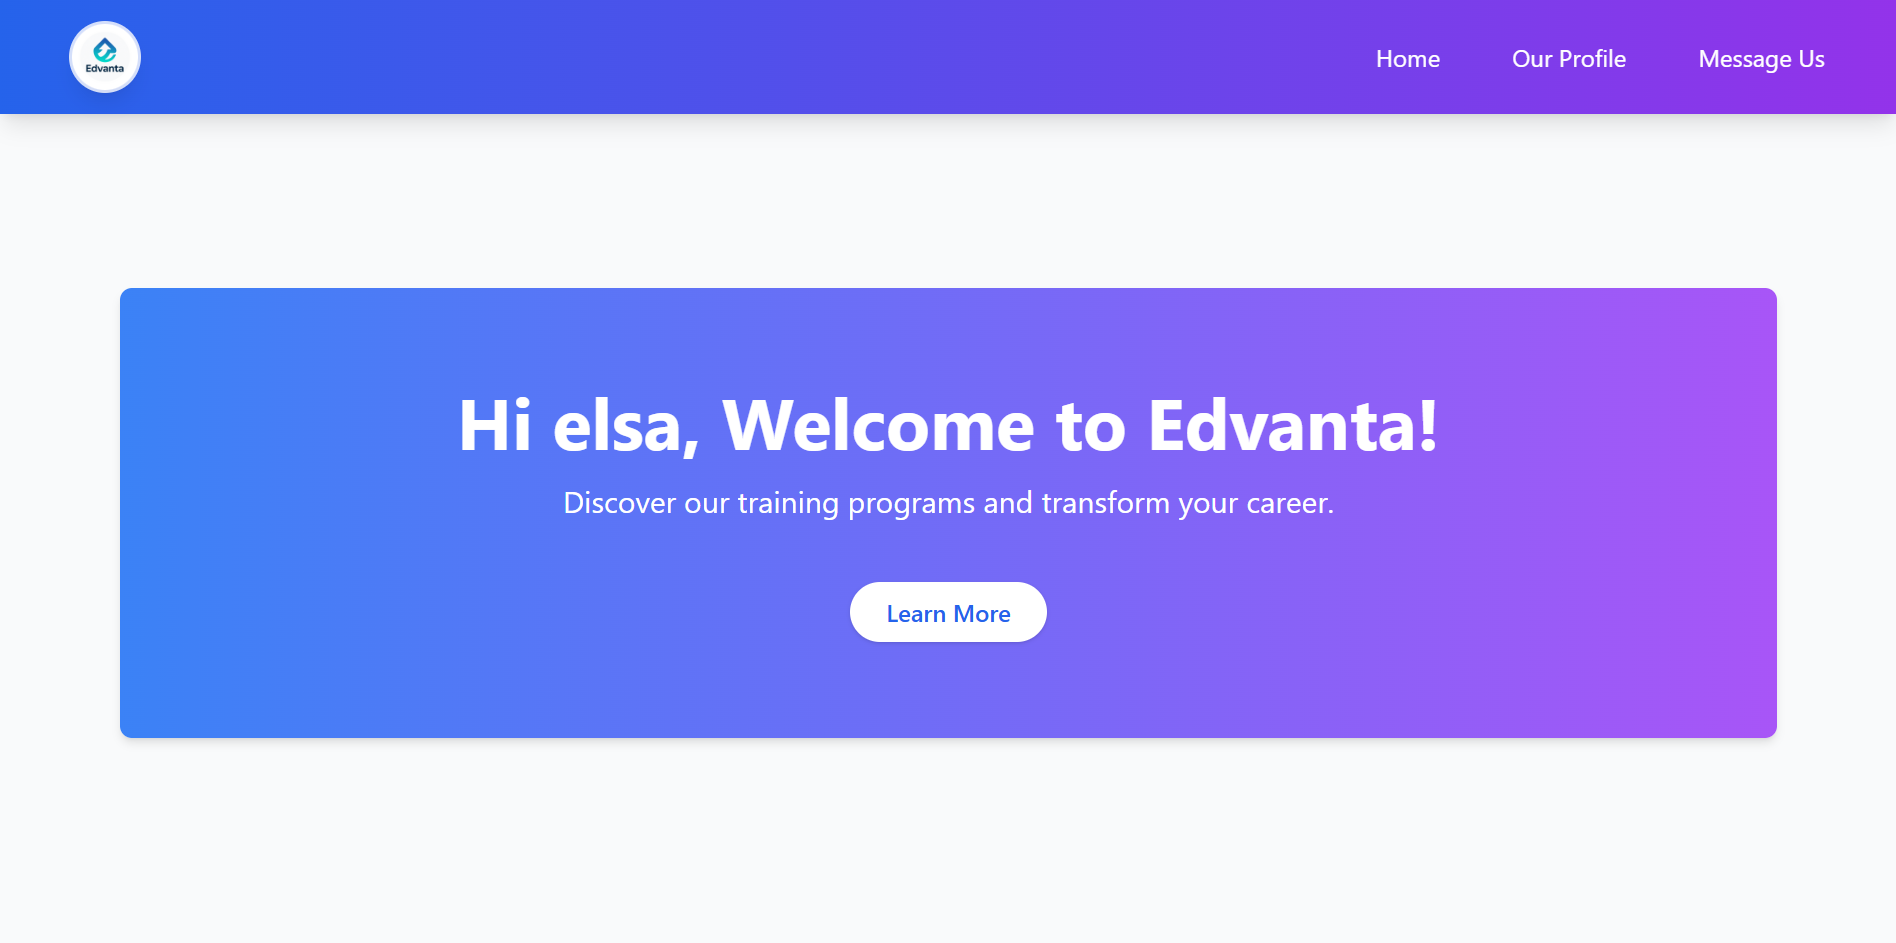 Edvanta
Home
Our Profile
Message Us
Hi elsa, Welcome to Edvanta!
Discover our training programs and transform your career.
Learn More